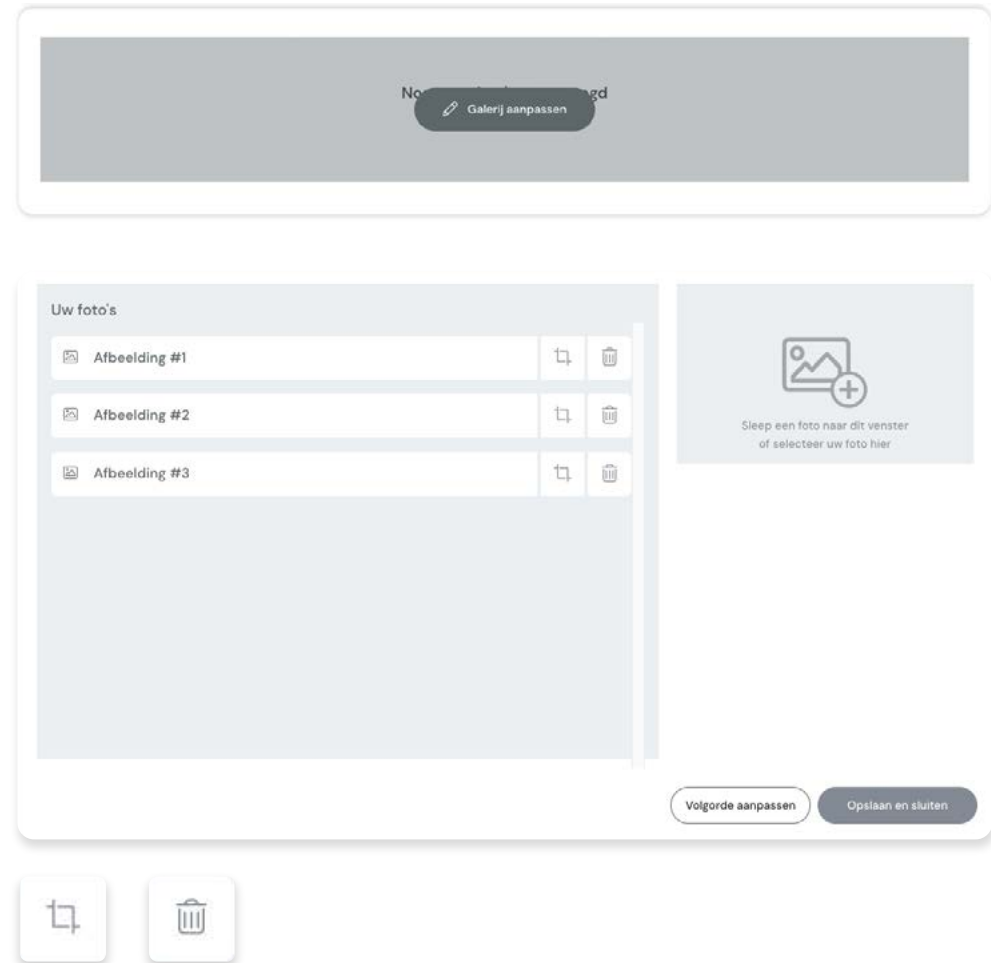 Galerij aanpassen
Uw foto's
Afbeelding #1
Afbeelding #2
Afbeelding #3
Sleep een foto naar dit venster
of selecteer uw foto hier
Volgorde aanpassen
Opslaan en sluiten